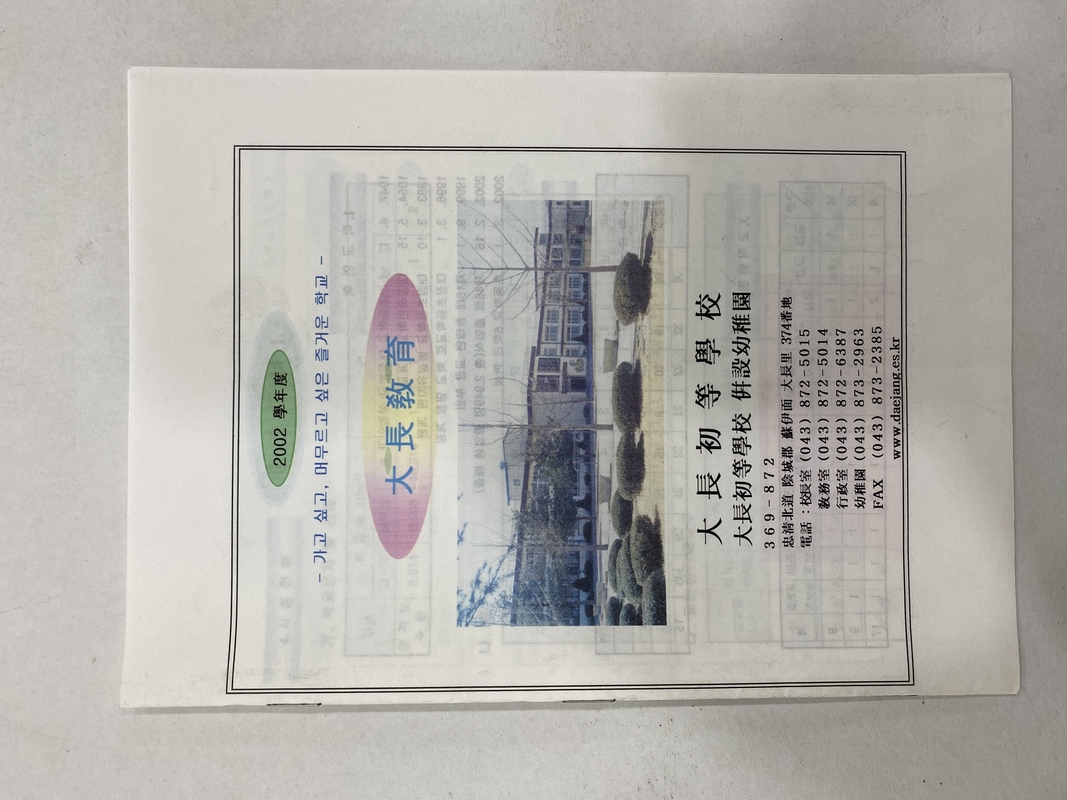 2002 學年度
- 가고 싶고, 머무르고 싶은 즐거운 학교 -
大長敎育
大長初等學校
大長初等學校 倂設幼稚園
369-872
忠淸北道 陰城郡 蘇伊面 大長里 374番地
電話 : 校長室 (043) 872-5015
敎務室 (043) 872-5014
行政室 (043) 872-6387
幼稚園 (043) 873-2963
FAX (043) 873-2385
www.daejang.es.kr